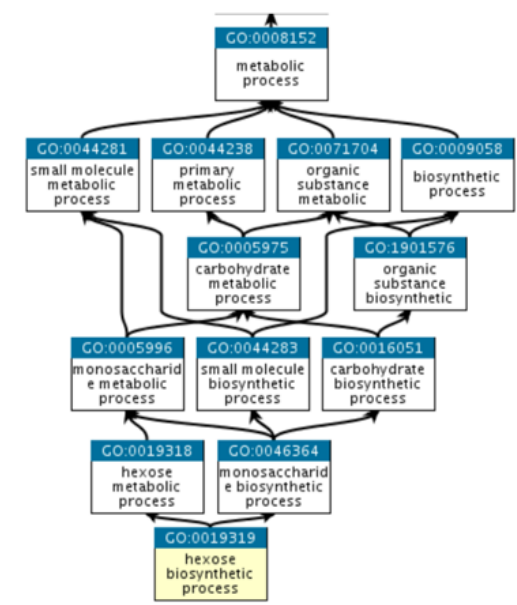 GO:0008152
metabolic
process
GO:0044281
small molecule
metabolic
process
GO:0044238
primary
metabolic
process
GO:0071704
organic
substance
metabolic
GO:0009058
biosynthetic
process
GO:0005975
carbohydrate
metabolic
process
GO:1901576
organic
substance
biosynthetic
GO:0005996
monosaccharid
e metabolic
process
GO:0044283
small molecule
biosynthetic
process
GO:0016051
carbohydrate
biosynthetic
process
GO:0019318
hexose
metabolic
process
GO:0046364
monosaccharid
e biosynthetic
process
GO:0019319
hexose
biosynthetic
process